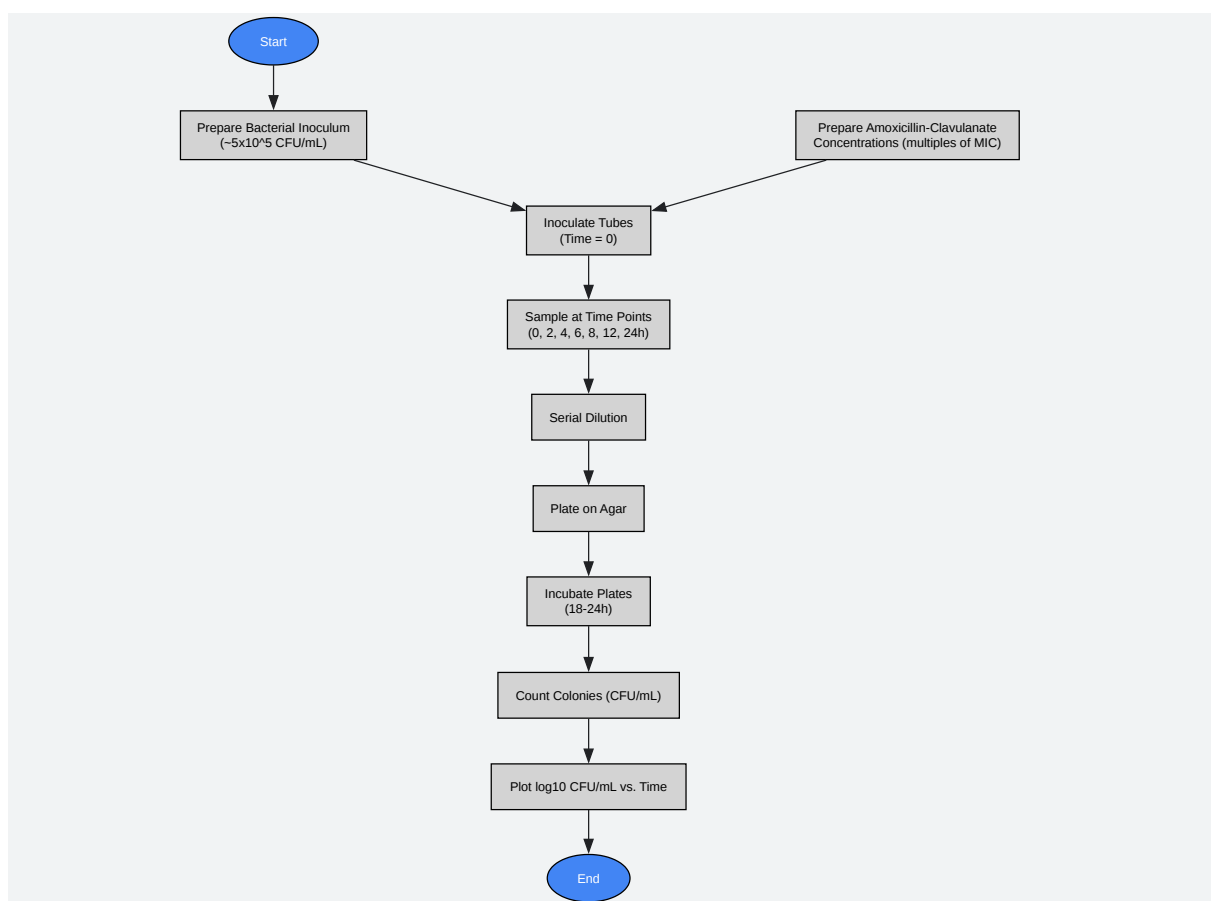 Start
Prepare Bacterial Inoculum
(~5x10^5 CFU/mL)
Prepare Amoxicillin-Clavulanate
Concentrations (multiples of MIC)
Inoculate Tubes
(Time = 0)
Sample at Time Points
(0, 2, 4, 6, 8, 12, 24h)
Serial Dilution
Plate on Agar
Incubate Plates
(18-24h)
Count Colonies (CFU/mL)
Plot log10 CFU/mL vs. Time
End